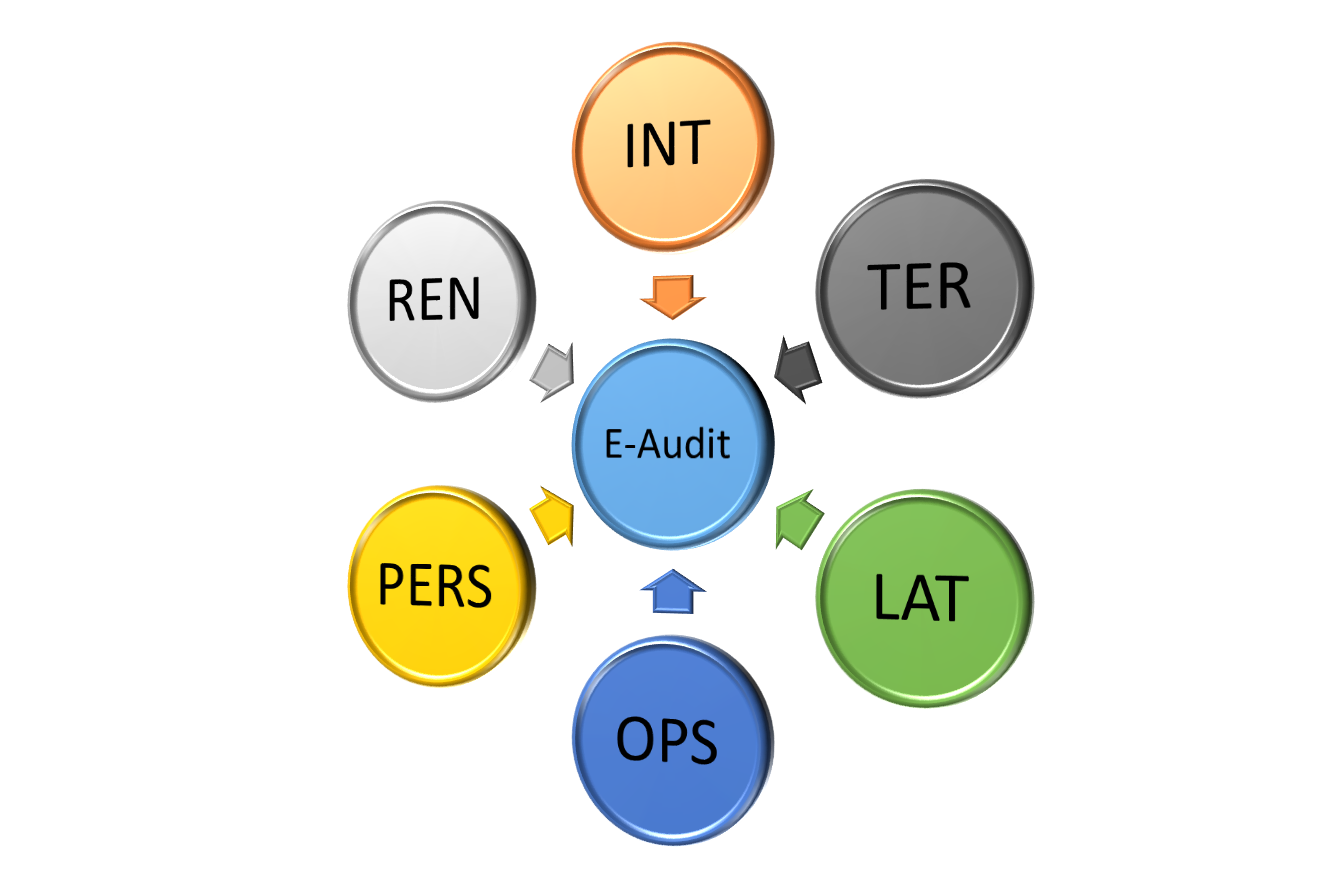 INT
REN
TER
E-Audit
PERS
LAT
OPS